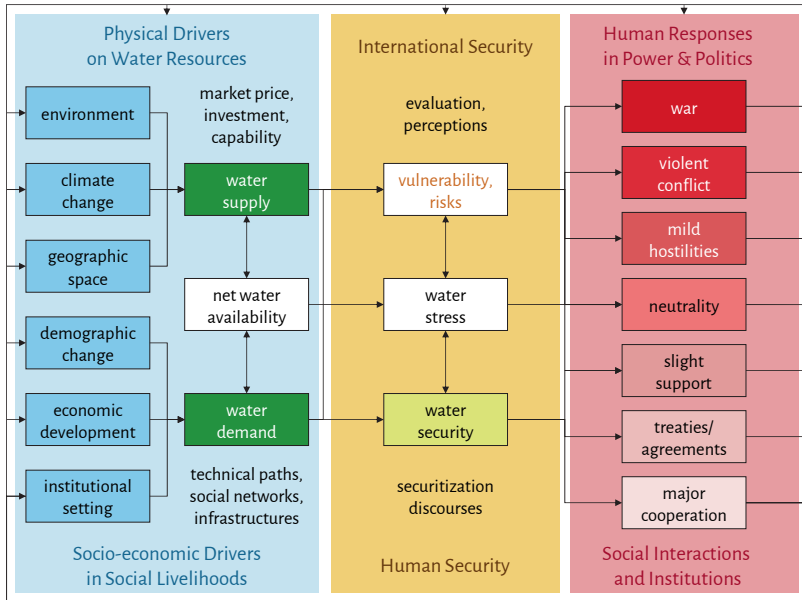 Physical Drivers
on Water Resources
environment
climate
change
geographic
space
demographic
change
economic
development
institutional
setting
market price,
investment,
capability
water
supply
net water
availability
water
demand
technical paths,
social networks,
infrastructures
Socio-economic Drivers
in Social Livelihoods
International Security
evaluation,
perceptions
vulnerability,
risks
water
stress
water
security
securitization
discourses
Human Security
Human Responses
in Power & Politics
war
violent
conflict
mild
hostilities
neutrality
slight
support
treaties/
agreements
major
cooperation
Social Interactions
and Institutions